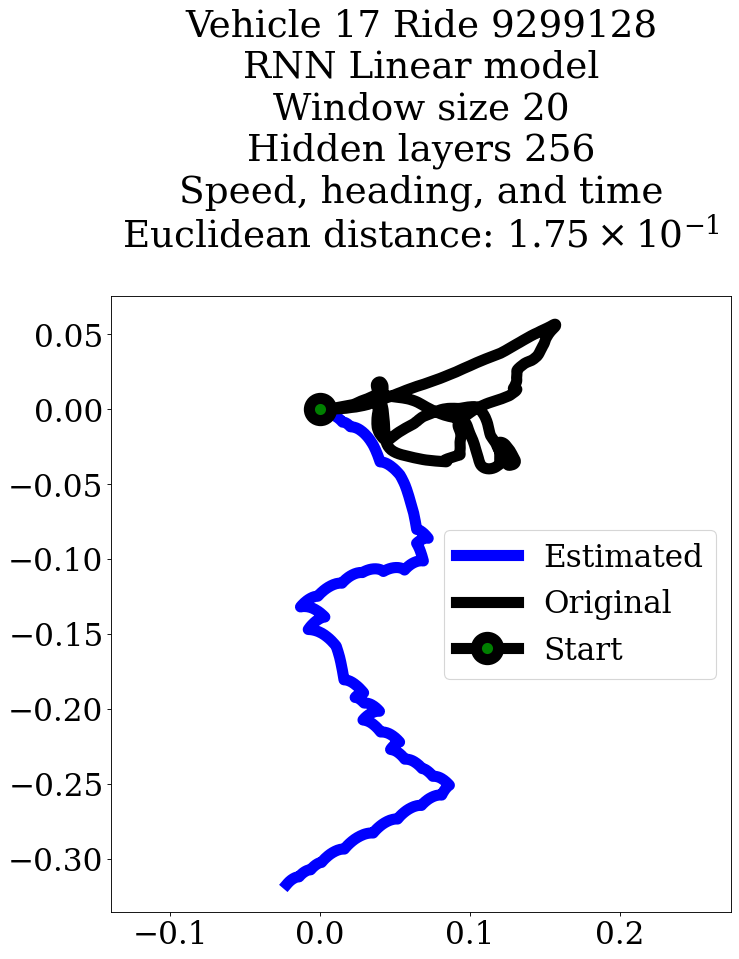 Vehicle 17 Ride 9299128
RNN Linear model
Window size 20
Hidden layers 256
Speed, heading, and time
Euclidean distance: 1.75 × 10⁻¹
0.05
0.00
−0.05
−0.10
−0.15
−0.20
−0.25
−0.30
Estimated
Original
Start
−0.1
0.0
0.1
0.2